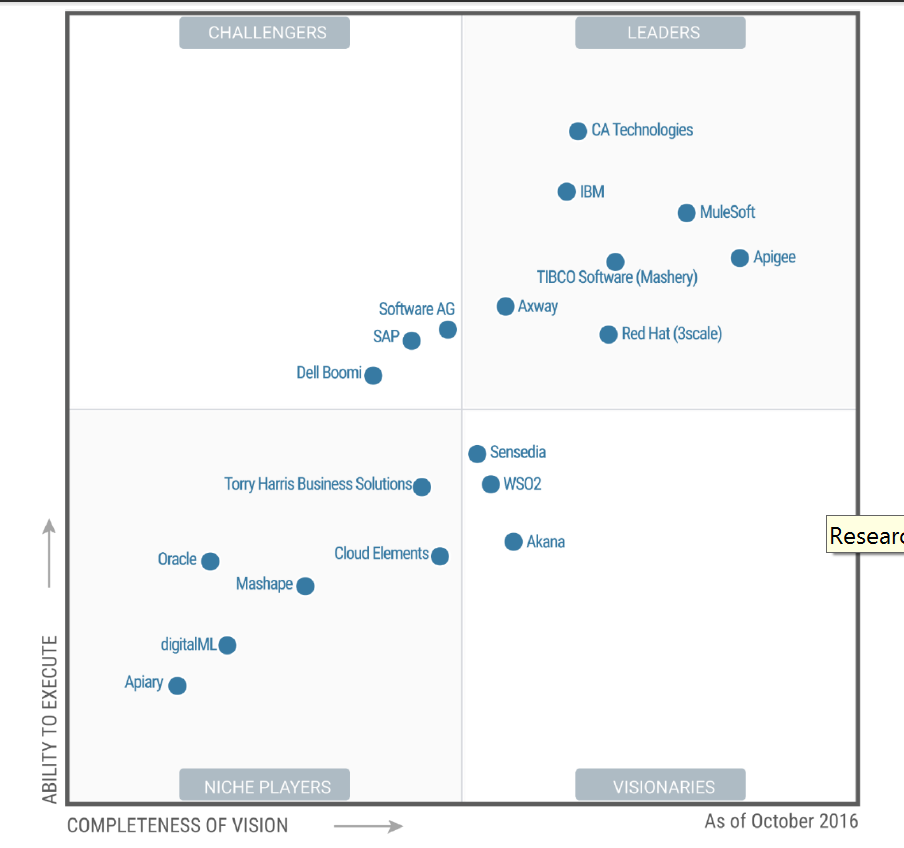 CHALLENGERS
LEADERS
CA Technologies
IBM
MuleSoft
Apigee
TIBCO Software (Mashery)
Axway
Software AG
Red Hat (3scale)
SAP
Dell Boomi
Sensedia
Torry Harris Business Solutions
WSO2
Akana
Researc
Cloud Elements
Oracle
Mashape
digitalML
Apiary
ABILITY TO EXECUTE
NICHE PLAYERS
VISIONARIES
COMPLETENESS OF VISION
As of October 2016